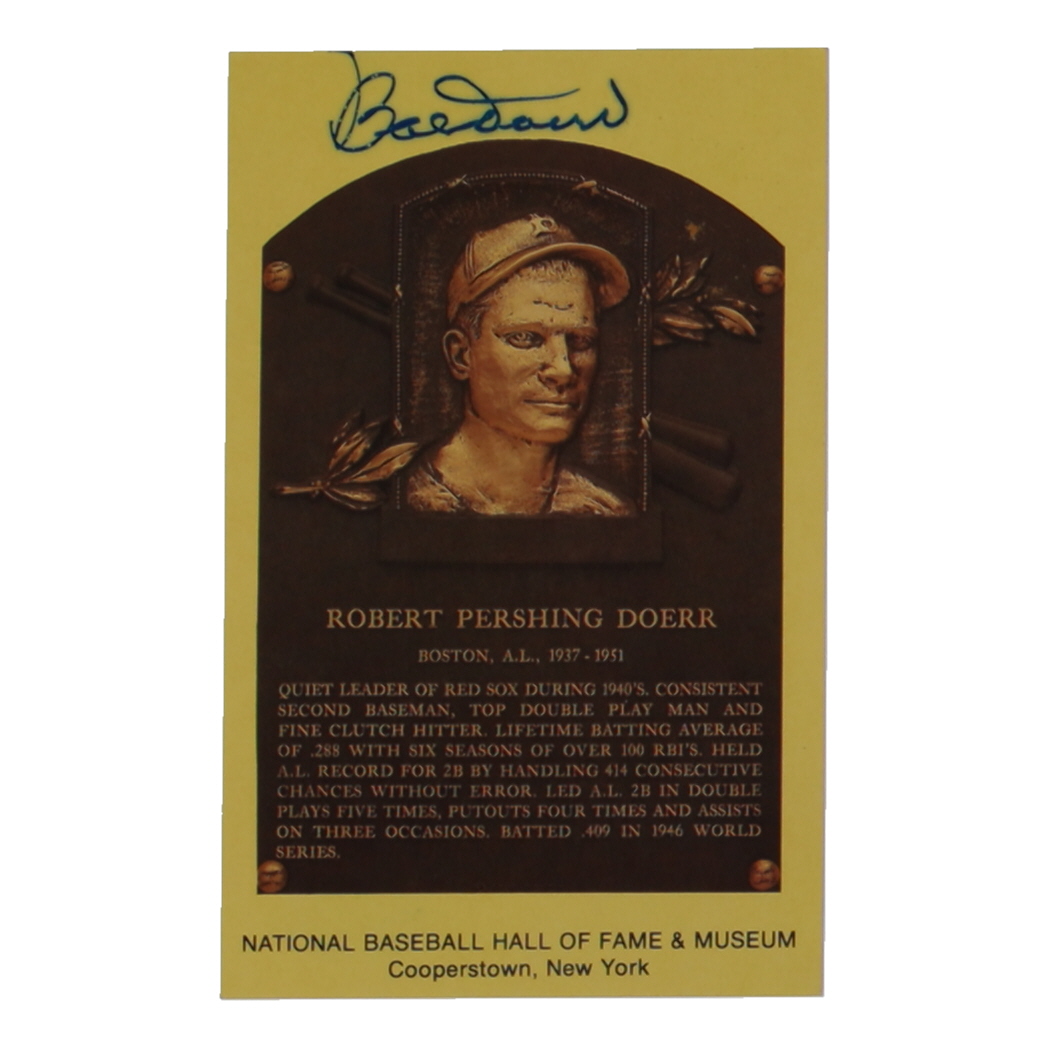 Bob Doerr
B
ROBERT PERSHING DOERR
BOSTON, A.L., 1937 - 1951
QUIET LEADER OF RED SOX DURING 1940'S. CONSISTENT
SECOND BASEMAN, TOP DOUBLE PLAY MAN AND
FINE CLUTCH HITTER. LIFETIME BATTING AVERAGE
OF .288 WITH SIX SEASONS OF OVER 100 RBI'S. HELD
A.L. RECORD FOR 2B BY HANDLING 414 CONSECUTIVE
CHANCES WITHOUT ERROR. LED A.L. 2B IN DOUBLE
PLAYS FIVE TIMES, PUTOUTS FOUR TIMES AND ASSISTS
ON THREE OCCASIONS. BATTED .409 IN 1946 WORLD
SERIES.
NATIONAL BASEBALL HALL OF FAME & MUSEUM
Cooperstown, New York